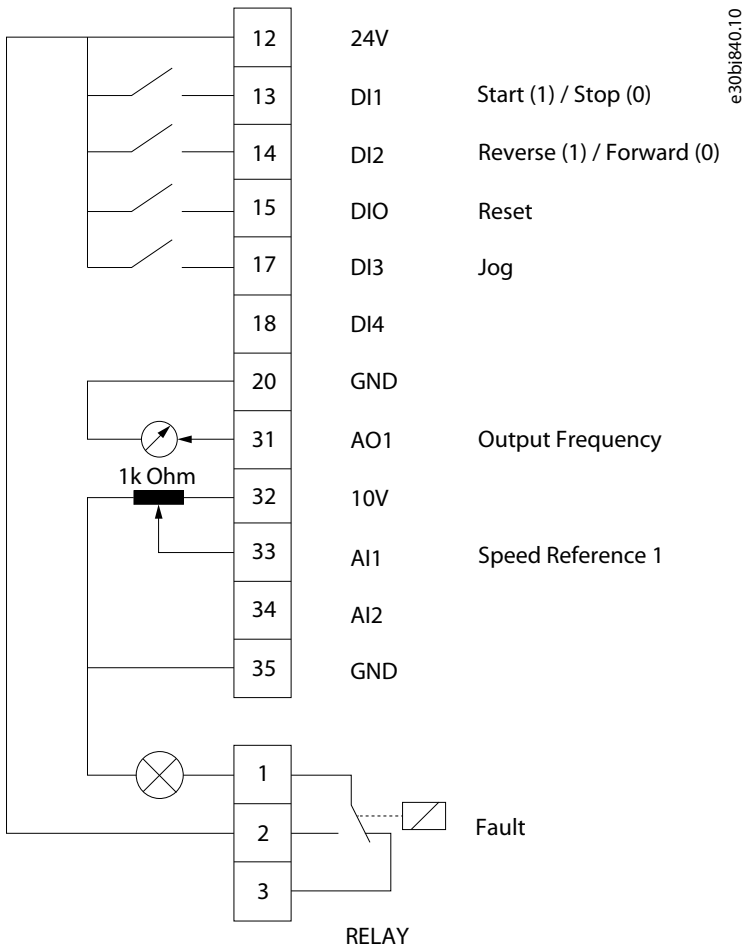 e30bi840.10
12 24V
13 DI1 Start (1) / Stop (0)
14 DI2 Reverse (1) / Forward (0)
15 DIO Reset
17 DI3 Jog
18 DI4
20 GND
31 AO1 Output Frequency
1k Ohm
32 10V
33 AI1 Speed Reference 1
34 AI2
35 GND
1
2 Fault
3
RELAY